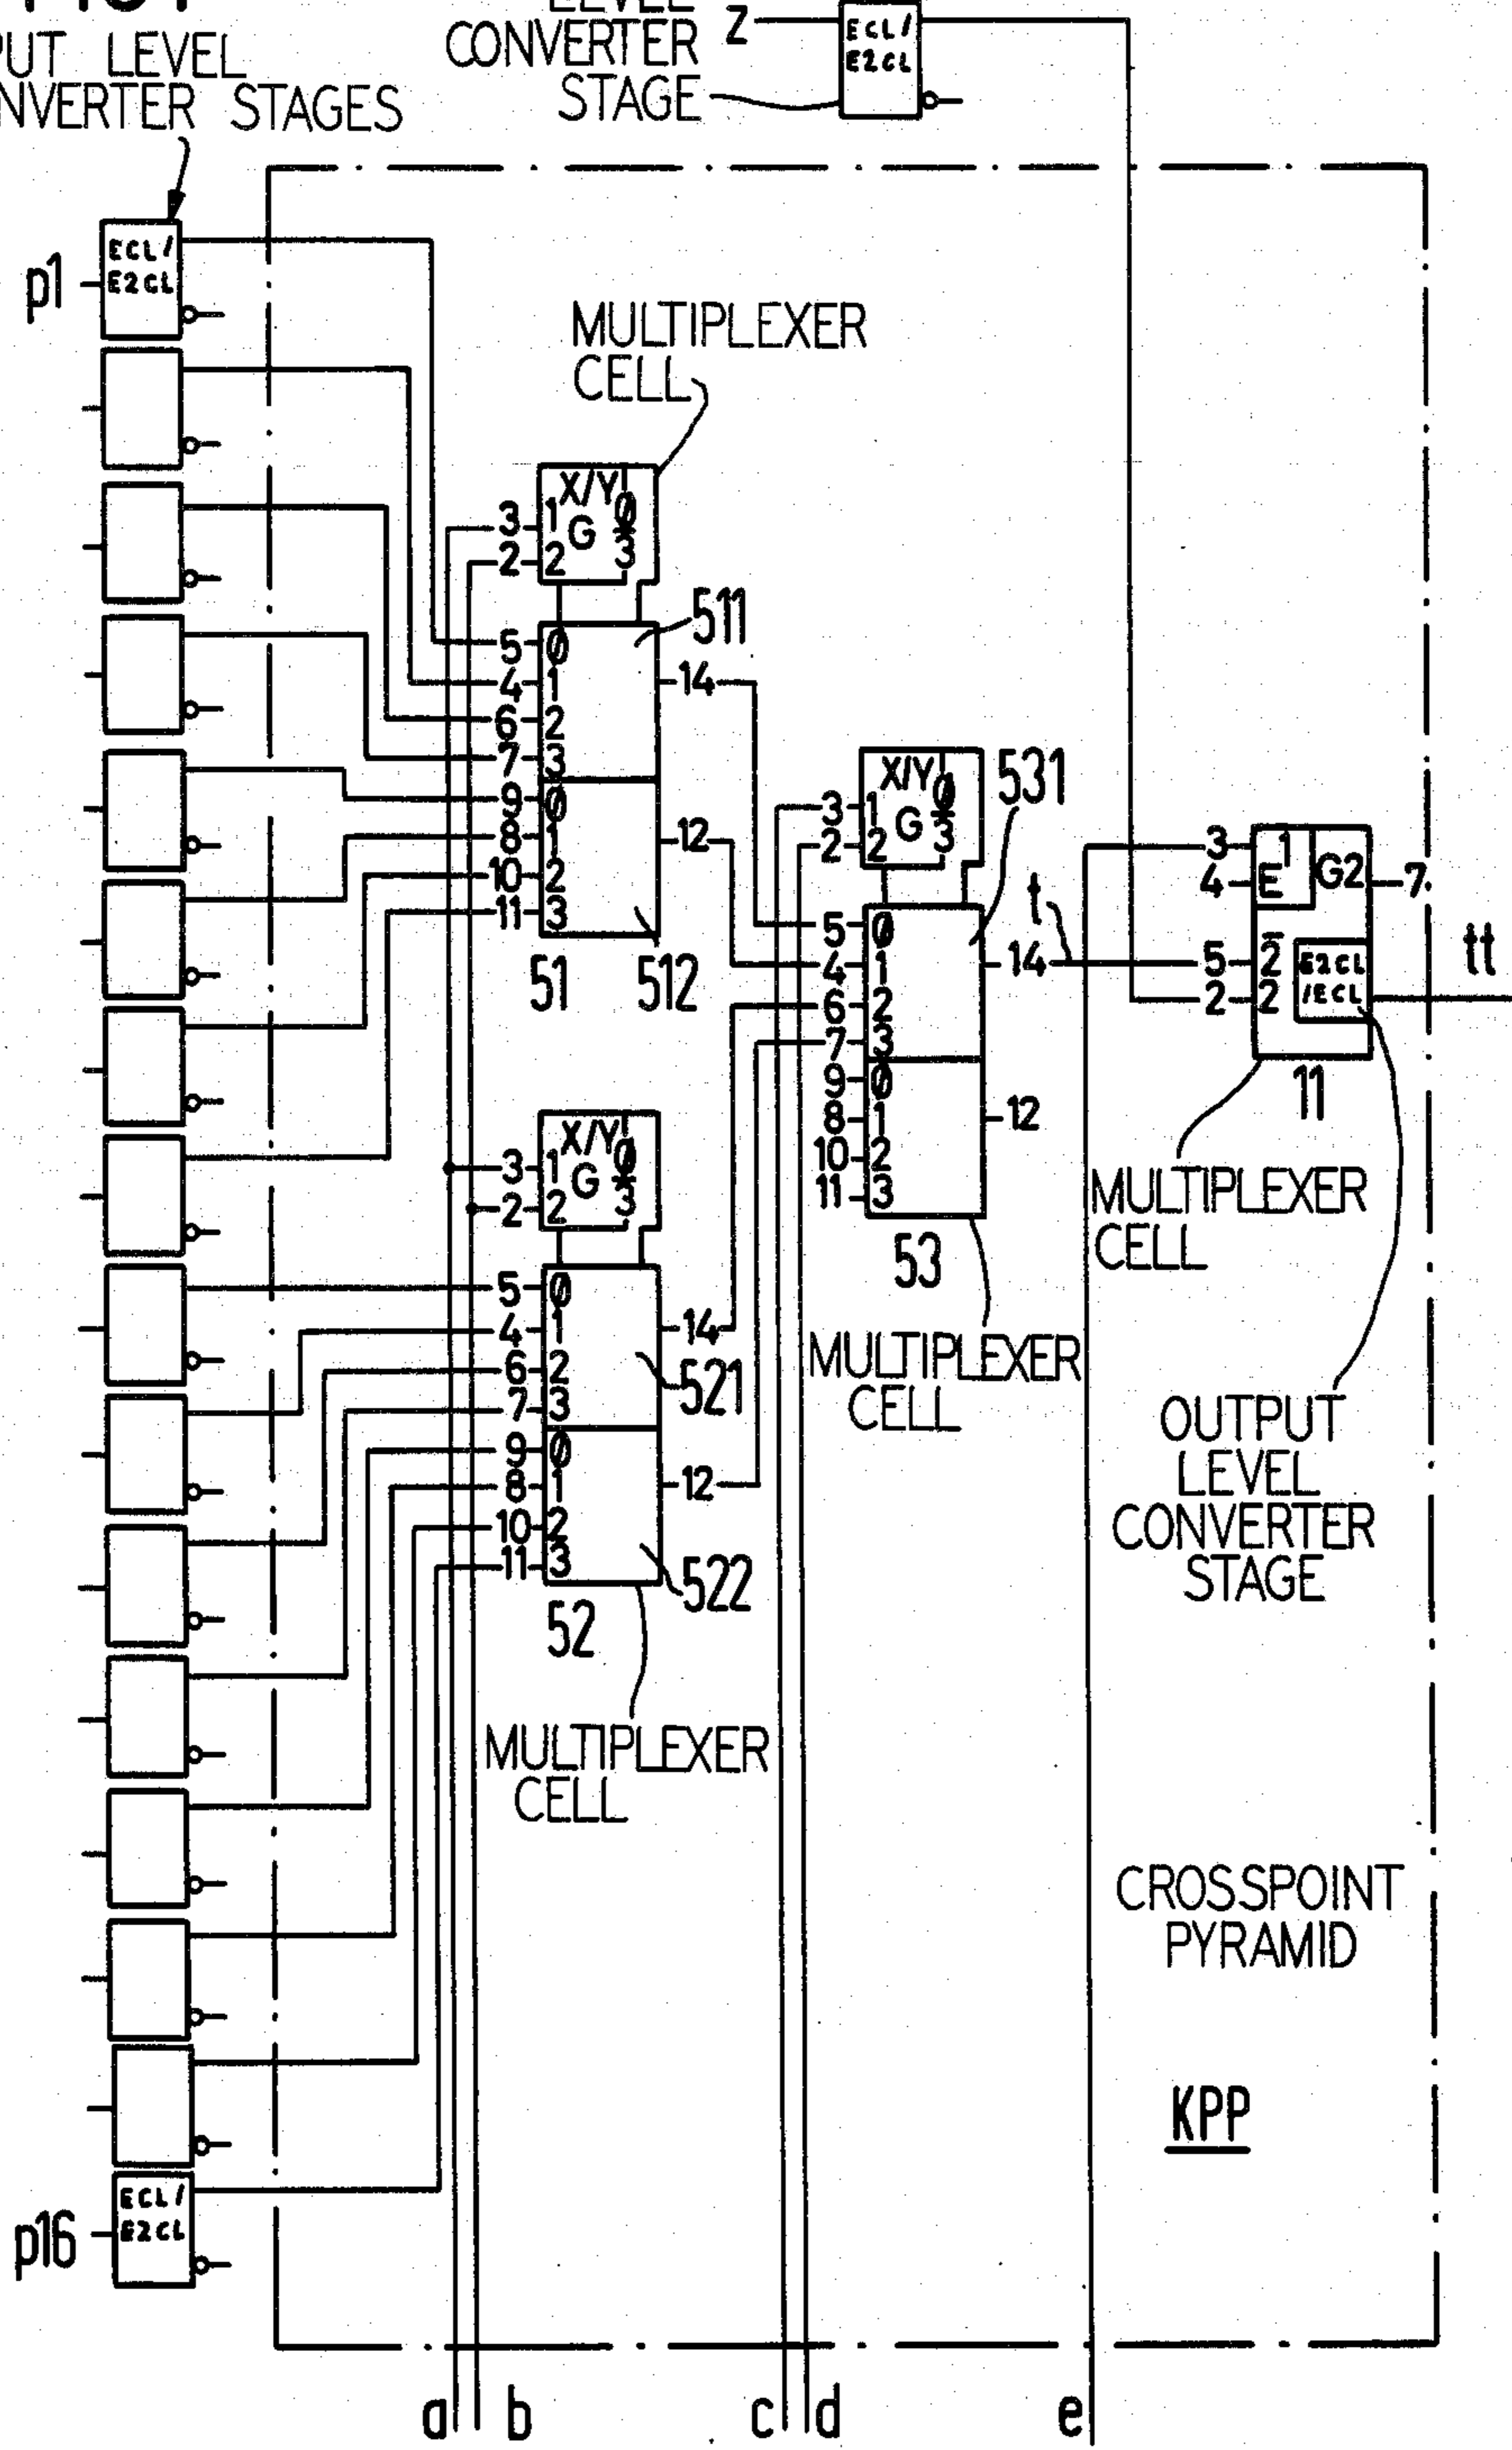 LEVEL
CONVERTER
STAGE
z
ECL/
E2CL
LEVEL
STAGES
p1
ECL/
E2CL
MULTIPLEXER
CELL
3
2
1
2
X/Y
G
0
3
511
5 0
4 1
6 2
7 3
14
9 0
8 1
10 2
11 3
12
51
512
3
2
1
2
X/Y
G
0
3
5 0
4 1
6 2
7 3
14
521
9 0
8 1
10 2
11 3
12
522
52
MULTIPLEXER
CELL
3
2
1
2
X/Y
G
0
3
531
5 0
4 1
6 2
7 3
14
t
9 0
8 1
10 2
11 3
12
53
MULTIPLEXER
CELL
3 1
4 E
G2
7
5 2̅
2 2
E2CL
/ECL
tt
11
MULTIPLEXER
CELL
OUTPUT
LEVEL
CONVERTER
STAGE
CROSSPOINT
PYRAMID
KPP
ECL/
E2CL
p16
a b c d e